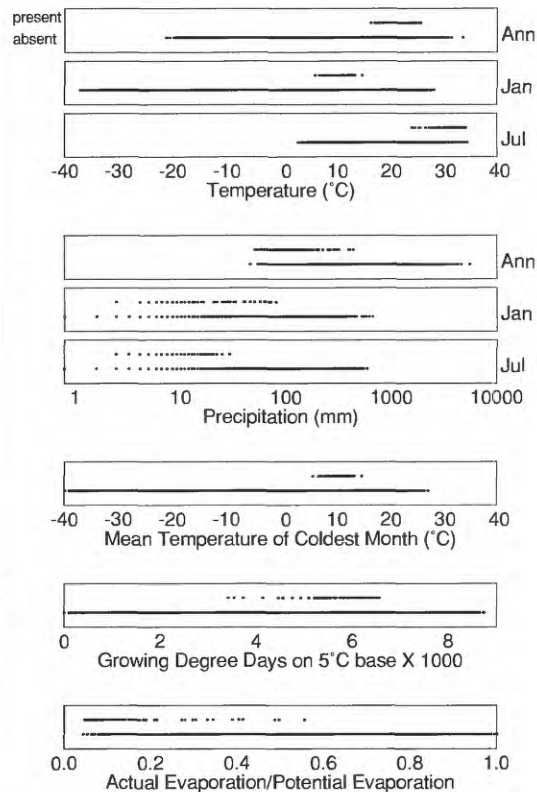 present
absent
Ann
Jan
Jul
-40 -30 -20 -10 0 10 20 30 40
Temperature (˚C)
Ann
Jan
Jul
1 10 100 1000 10000
Precipitation (mm)
-40 -30 -20 -10 0 10 20 30 40
Mean Temperature of Coldest Month (˚C)
0 2 4 6 8
Growing Degree Days on 5˚C base X 1000
0.0 0.2 0.4 0.6 0.8 1.0
Actual Evaporation/Potential Evaporation